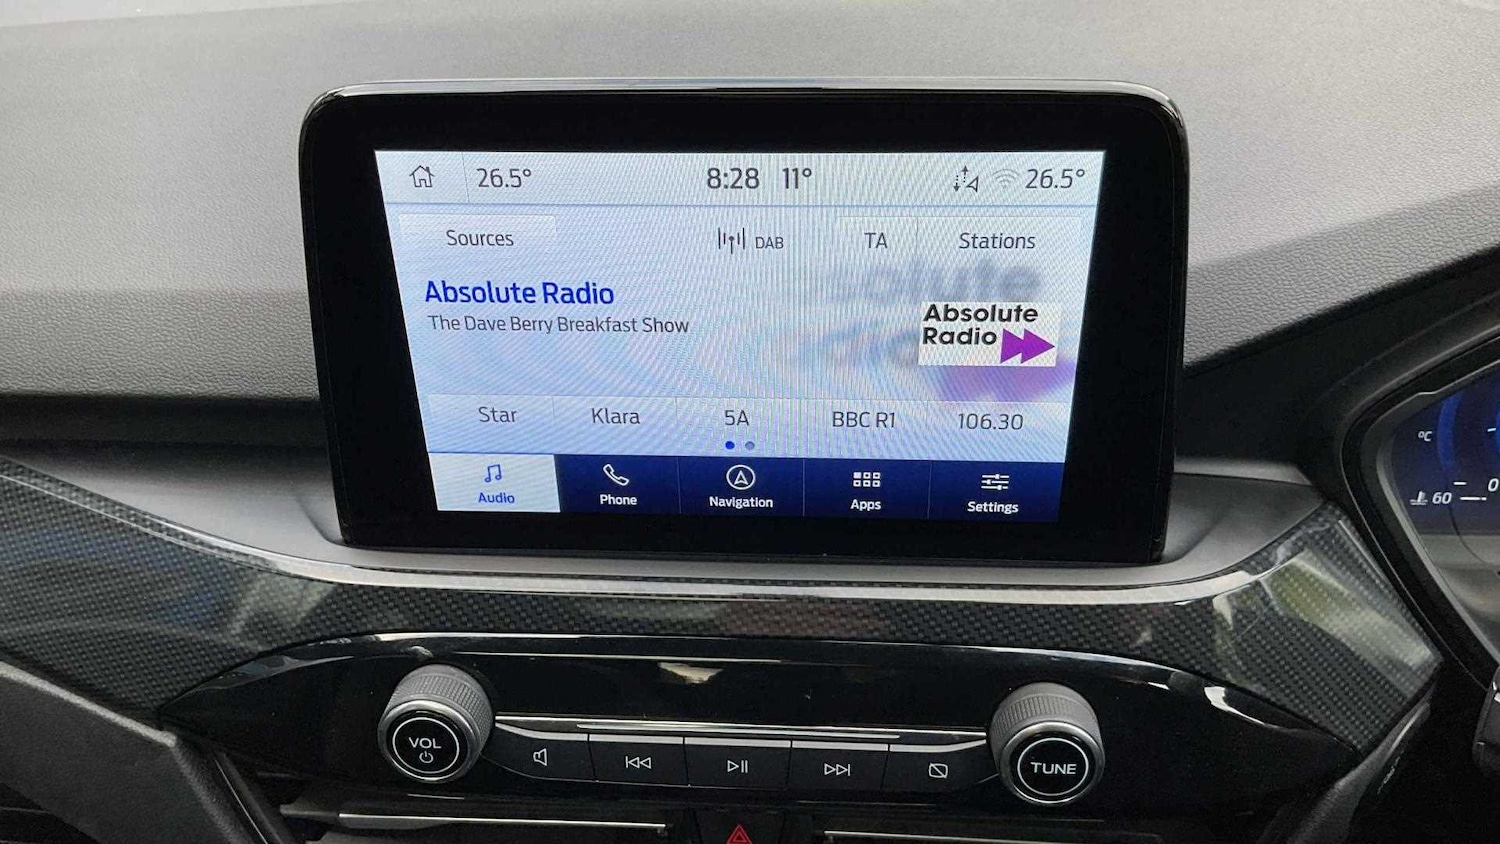 26.5°
8:28 11°
26.5°
Sources
DAB
TA
Stations
Absolute Radio
The Dave Berry Breakfast Show
Absolute
Radio
Star
Klara
5A
BBC R1
106.30
Audio
Phone
Navigation
Apps
Settings
°C
60
0
VOL
TUNE